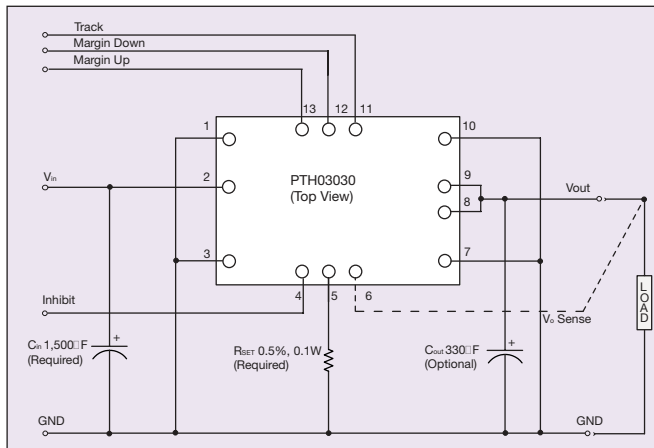 Track
Margin Down
Margin Up
13 12 11
1
10
Vin
2
PTH03030
(Top View)
9
8
Vout
3
7
Inhibit
4 5 6
Vo Sense
LOAD
Cin 1,500□F
(Required)
+
RSET 0.5%, 0.1W
(Required)
Cout 330□F
(Optional)
+
GND
GND